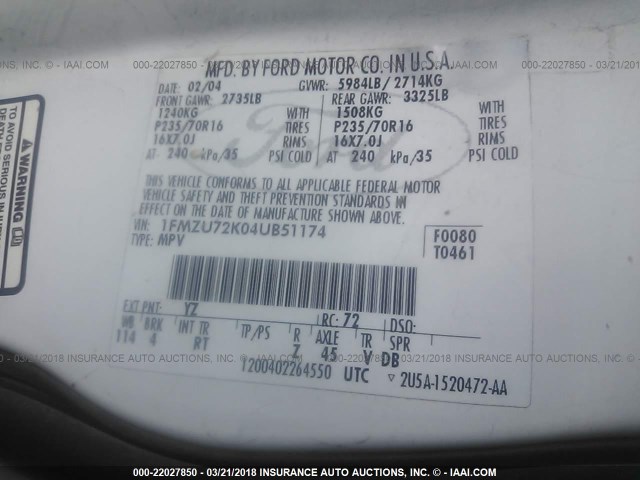 000-22027850 - 03/21/2018 INSURANCE AUTO AUCTIONS, INC. - © IAAI.COM
MFD. BY FORD MOTOR CO. IN U.S.A.
DATE: 02/04 GVWR: 5984LB/2714KG
FRONT GAWR: 2735LB REAR GAWR: 3325LB
1240KG WITH 1508KG WITH
P235/70R16 TIRES P235/70R16 TIRES
16X7.0J RIMS 16X7.0J RIMS
AT 240 kPa/35 PSI COLD AT 240 kPa/35 PSI COLD
THIS VEHICLE CONFORMS TO ALL APPLICABLE FEDERAL MOTOR
VEHICLE SAFETY AND THEFT PREVENTION STANDARDS IN
EFFECT ON THE DATE OF MANUFACTURE SHOWN ABOVE.
VIN: 1FMZU72K04UB51174
TYPE: MPV
F0080
T0461
Ford
EXT PNT: YZ RC: 72 DSO:
WB BRK INT TR TP/PS R AXLE TR SPR
114 4 RT Z 45 V DB
1200402264550 UTC ▽ 2U5A-1520472-AA
WARNING
TO AVOID SERIOUS INJURY
000-22027850 - 03/21/2018 INSURANCE AUTO AUCTIONS, INC. - © IAAI.COM